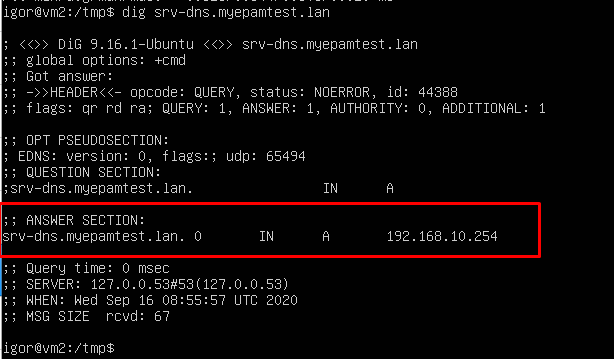 igor@vm2:/tmp$ dig srv-dns.myepamtest.lan
; <<>> DiG 9.16.1-Ubuntu <<>> srv-dns.myepamtest.lan
;; global options: +cmd
;; Got answer:
;; ->>HEADER<<- opcode: QUERY, status: NOERROR, id: 44388
;; flags: qr rd ra; QUERY: 1, ANSWER: 1, AUTHORITY: 0, ADDITIONAL: 1
;; OPT PSEUDOSECTION:
; EDNS: version: 0, flags:; udp: 65494
;; QUESTION SECTION:
;srv-dns.myepamtest.lan. IN A
;; ANSWER SECTION:
srv-dns.myepamtest.lan. 0 IN A 192.168.10.254
;; Query time: 0 msec
;; SERVER: 127.0.0.53#53(127.0.0.53)
;; WHEN: Wed Sep 16 08:55:57 UTC 2020
;; MSG SIZE rcvd: 67
igor@vm2:/tmp$